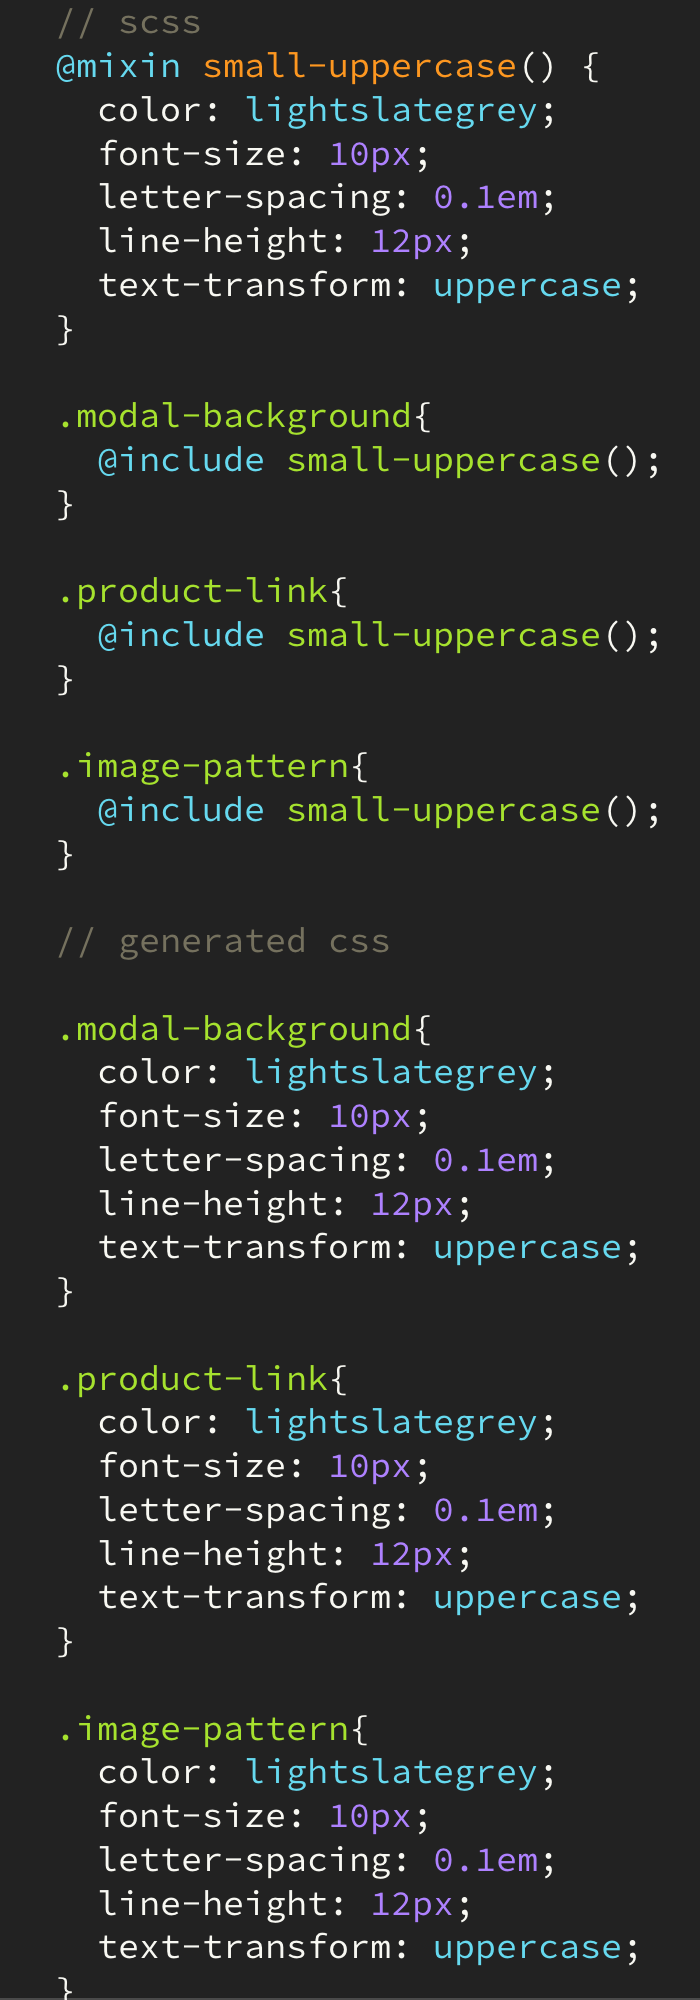 // scss
@mixin small-uppercase() {
  color: lightslategrey;
  font-size: 10px;
  letter-spacing: 0.1em;
  line-height: 12px;
  text-transform: uppercase;
}

.modal-background{
  @include small-uppercase();
}

.product-link{
  @include small-uppercase();
}

.image-pattern{
  @include small-uppercase();
}

// generated css

.modal-background{
  color: lightslategrey;
  font-size: 10px;
  letter-spacing: 0.1em;
  line-height: 12px;
  text-transform: uppercase;
}

.product-link{
  color: lightslategrey;
  font-size: 10px;
  letter-spacing: 0.1em;
  line-height: 12px;
  text-transform: uppercase;
}

.image-pattern{
  color: lightslategrey;
  font-size: 10px;
  letter-spacing: 0.1em;
  line-height: 12px;
  text-transform: uppercase;
}